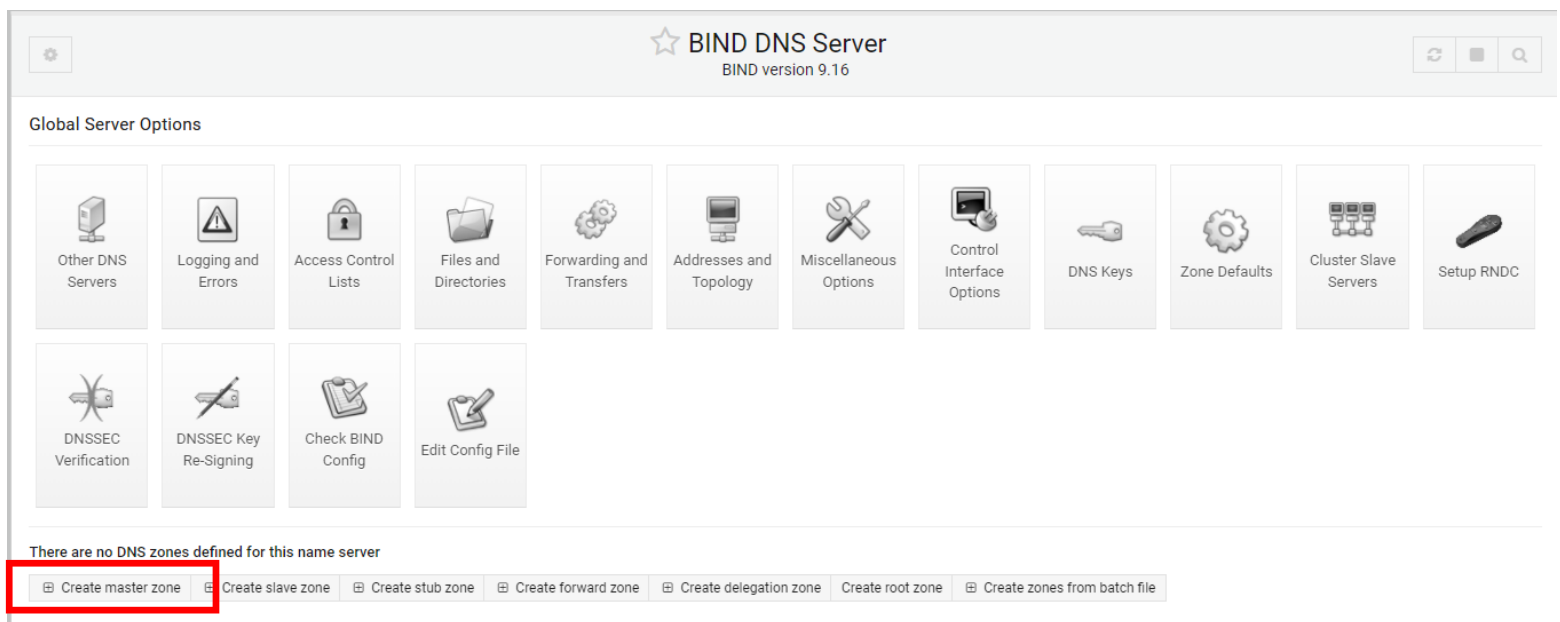 BIND DNS Server
BIND version 9.16
Global Server Options
Other DNS
Servers
Logging and
Errors
Access Control
Lists
Files and
Directories
Forwarding and
Transfers
Addresses and
Topology
Miscellaneous
Options
Control
Interface
Options
DNS Keys
Zone Defaults
Cluster Slave
Servers
Setup RNDC
DNSSEC
Verification
DNSSEC Key
Re-Signing
Check BIND
Config
Edit Config File
There are no DNS zones defined for this name server
Create master zone Create slave zone Create stub zone Create forward zone Create delegation zone Create root zone Create zones from batch file